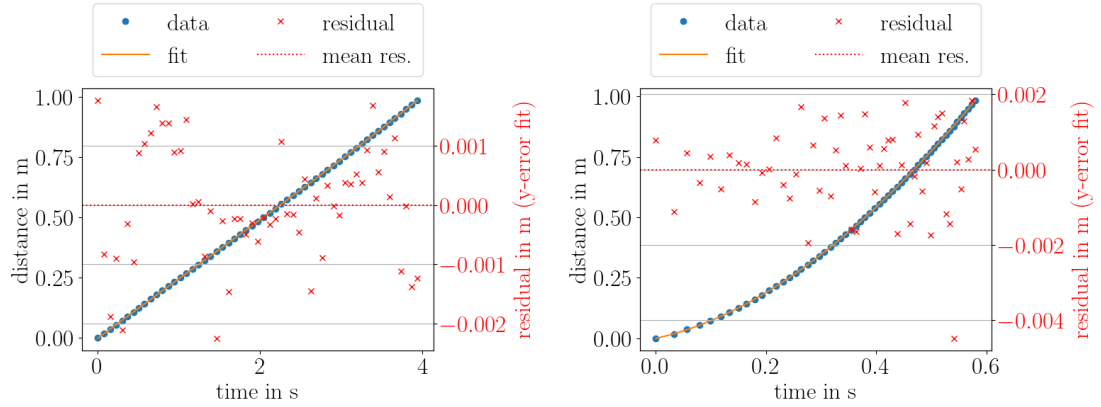 data
residual
fit
mean res.
1.00
0.75
0.50
0.25
0.00
distance in m
0
2
4
time in s
0.001
0.000
−0.001
−0.002
residual in m (y-error fit)
data
residual
fit
mean res.
1.00
0.75
0.50
0.25
0.00
distance in m
0.0
0.2
0.4
0.6
time in s
0.002
0.000
−0.002
−0.004
residual in m (y-error fit)